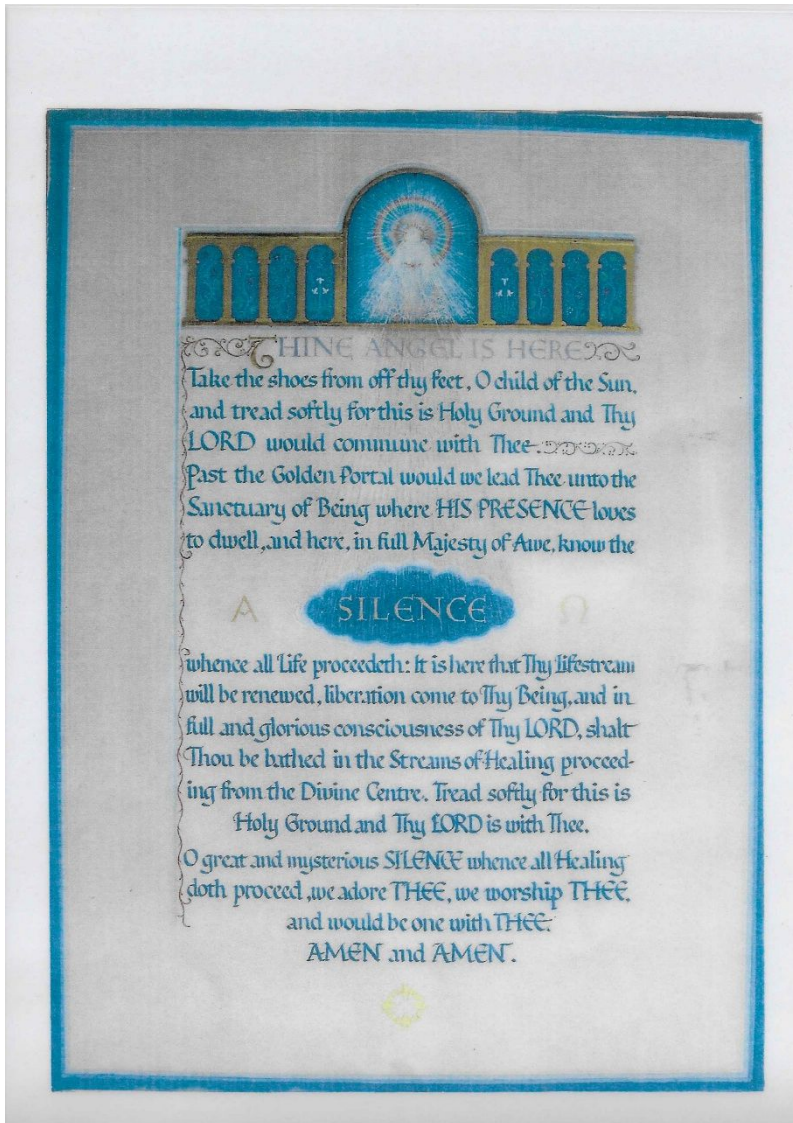 THINE ANGEL IS HERE
Take the shoes from off thy feet, O child of the Sun,
and tread softly for this is Holy Ground and Thy
LORD would commune with Thee.
Past the Golden Portal would we lead Thee unto the
Sanctuary of Being where HIS PRESENCE loves
to dwell, and here, in full Majesty of Awe, know the
A SILENCE Ω
whence all Life proceedeth: It is here that Thy Lifestream
will be renewed, liberation come to Thy Being, and in
full and glorious consciousness of Thy LORD, shalt
Thou be bathed in the Streams of Healing proceed-
ing from the Divine Centre. Tread softly for this is
Holy Ground and Thy LORD is with Thee.
O great and mysterious SILENCE whence all Healing
doth proceed, we adore THEE, we worship THEE,
and would be one with THEE.
AMEN and AMEN.